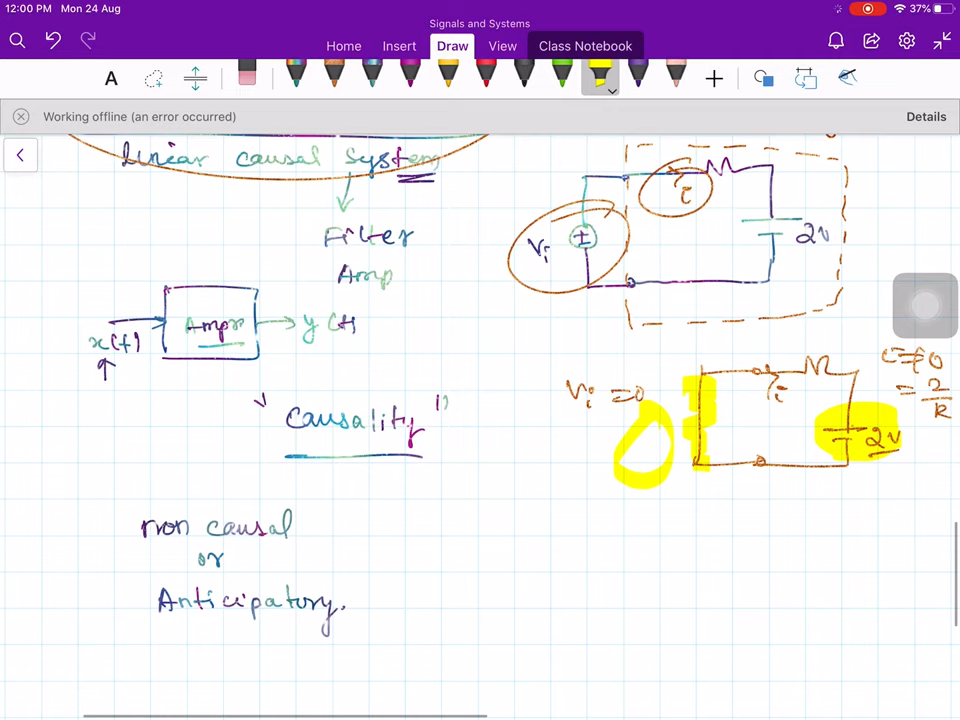 12:00 PM Mon 24 Aug
37%
Signals and Systems
Home Insert Draw View Class Notebook
A
Working offline (an error occurred)
Details
Linear causal System
Filter
Amp
x(t)
y(t)
"causality"
non causal
or
Anticipatory.
Vi
i
2v
Vi = 0
i
2v
i ≠ 0
= 2/R